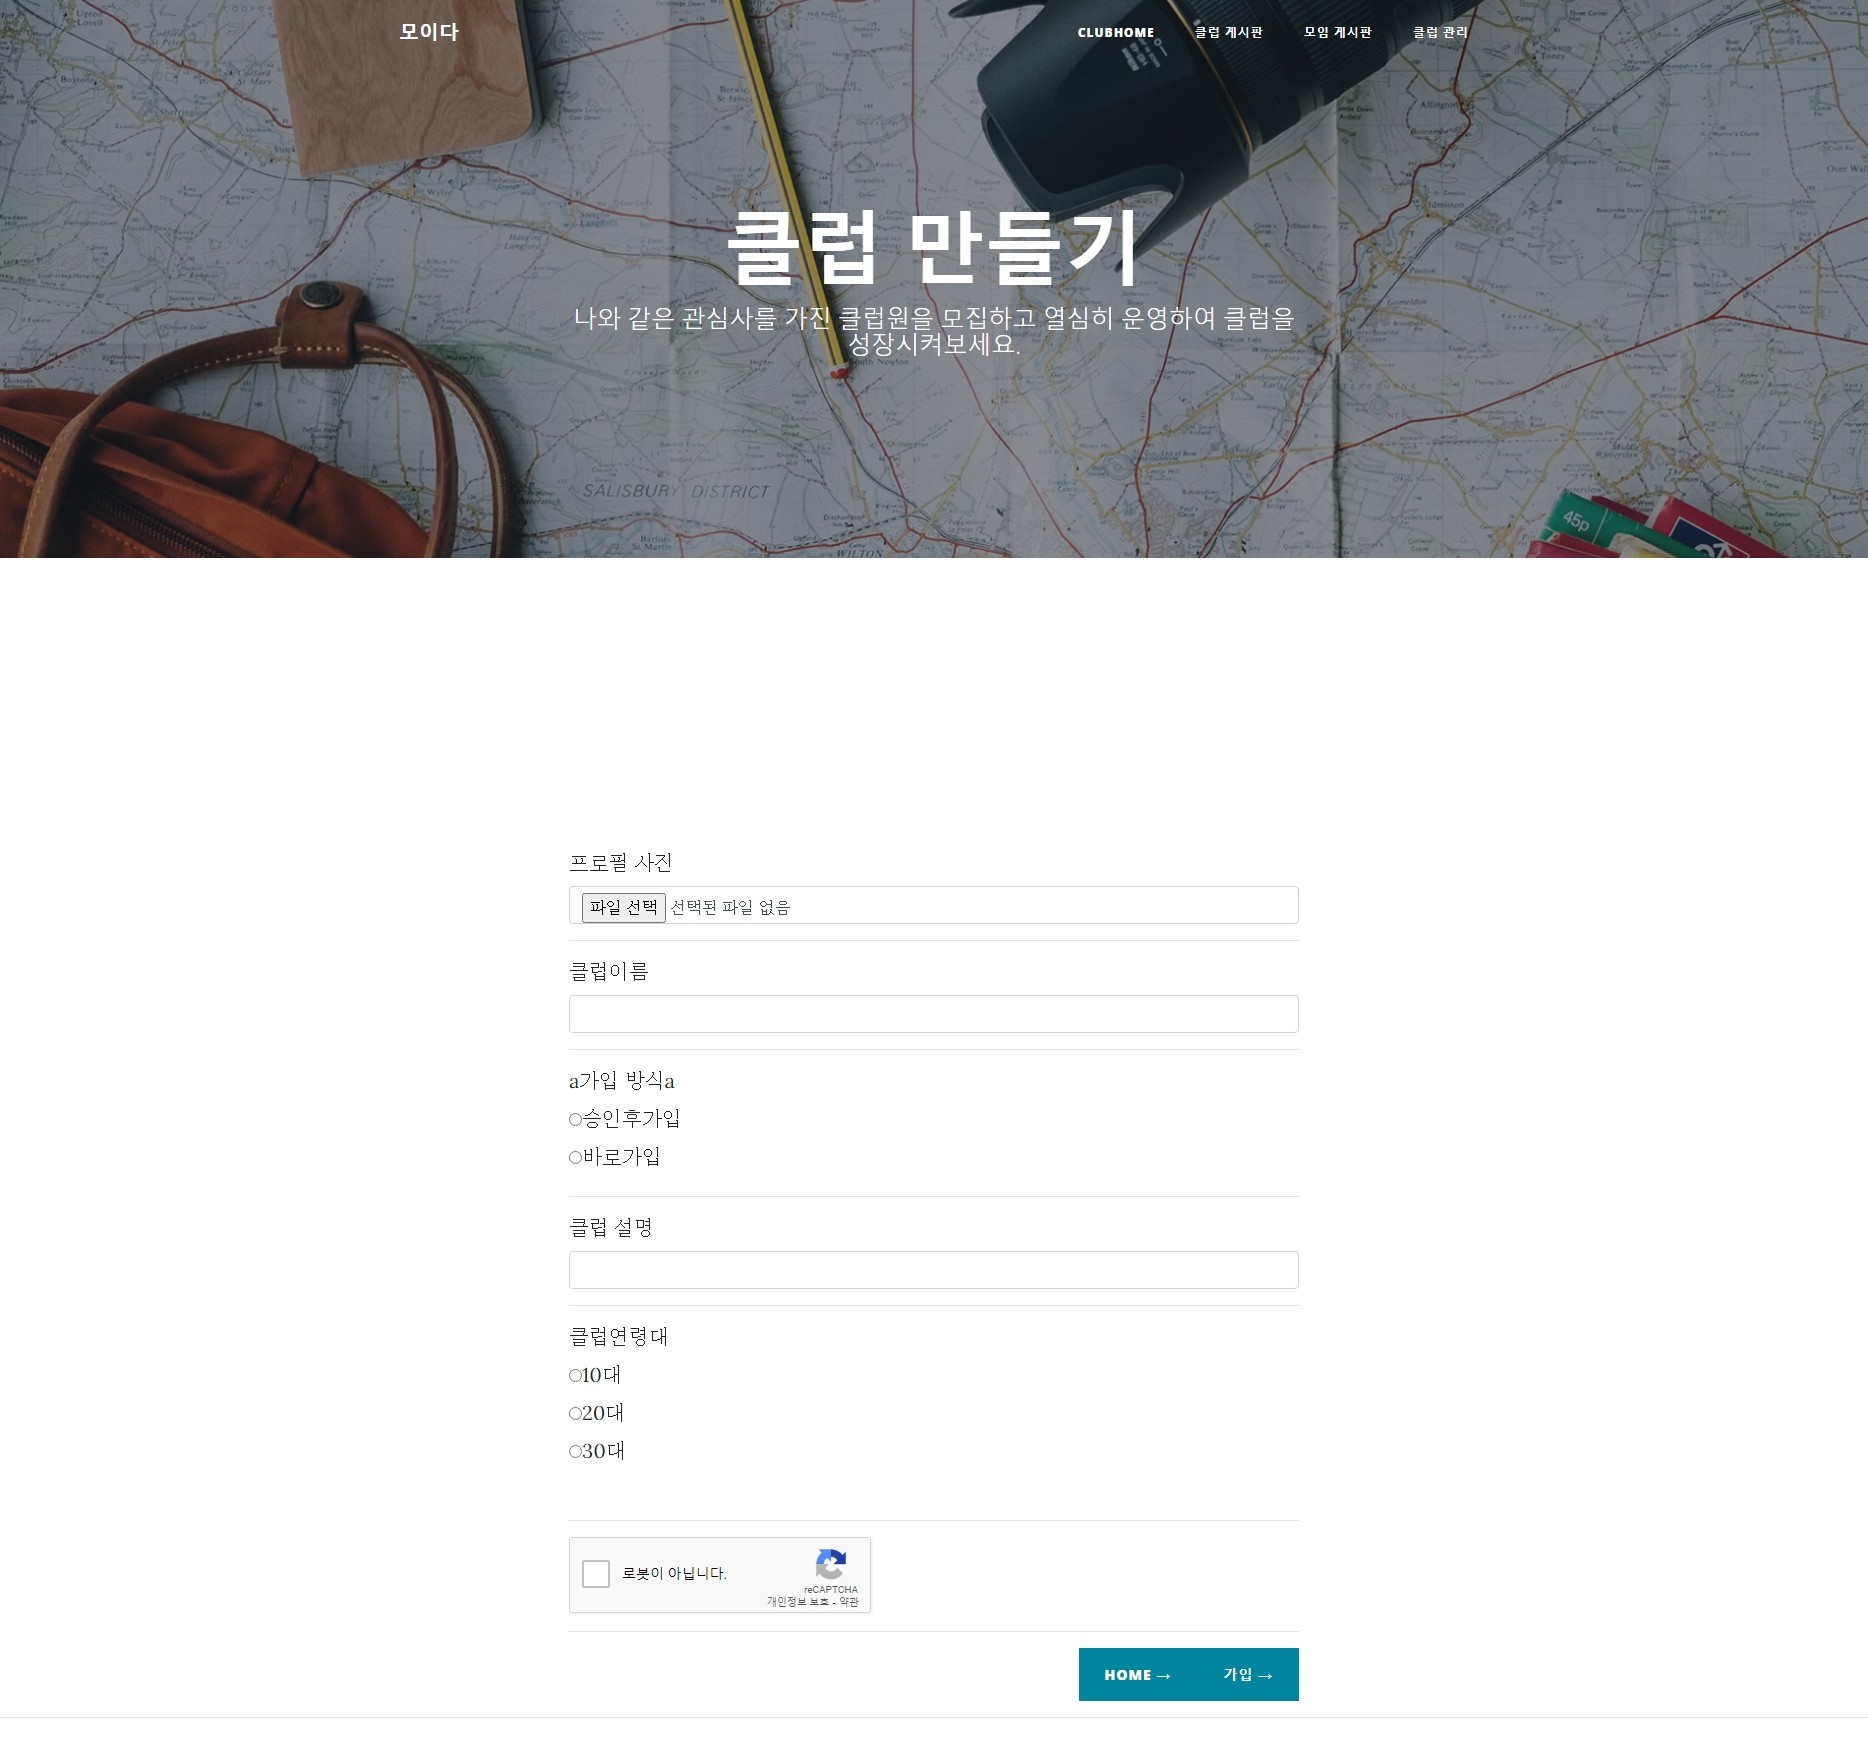 모이다
CLUBHOME 클럽 게시판 모임 게시판 클럽 관리
클럽 만들기
나와 같은 관심사를 가진 클럽원을 모집하고 열심히 운영하여 클럽을
성장시켜보세요.
SALISBURY DISTRICT
WILTON
45p
프로필 사진
파일 선택 선택된 파일 없음
클럽이름
a가입 방식a
승인후가입
바로가입
클럽 설명
클럽연령대
10대
20대
30대
로봇이 아닙니다.
reCAPTCHA
개인정보 보호 - 약관
HOME →
가입 →